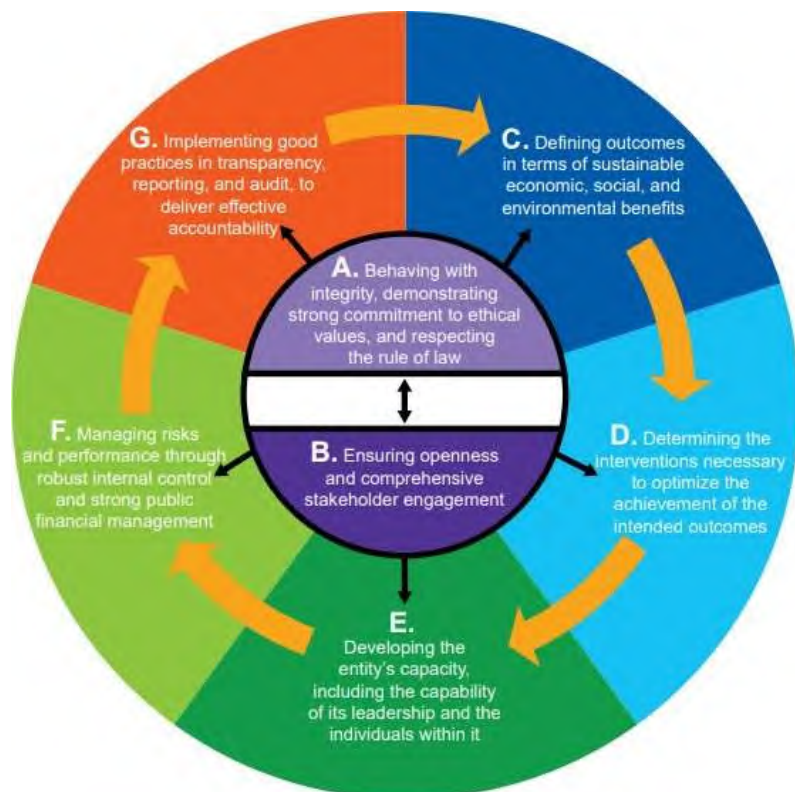 A. Behaving with
integrity, demonstrating
strong commitment to ethical
values, and respecting
the rule of law
B. Ensuring openness
and comprehensive
stakeholder engagement
C. Defining outcomes
in terms of sustainable
economic, social, and
environmental benefits
D. Determining the
interventions necessary
to optimize the
achievement of the
intended outcomes
E.
Developing the
entity's capacity,
including the capability
of its leadership and the
individuals within it
F. Managing risks
and performance through
robust internal control
and strong public
financial management
G. Implementing good
practices in transparency,
reporting, and audit, to
deliver effective
accountability